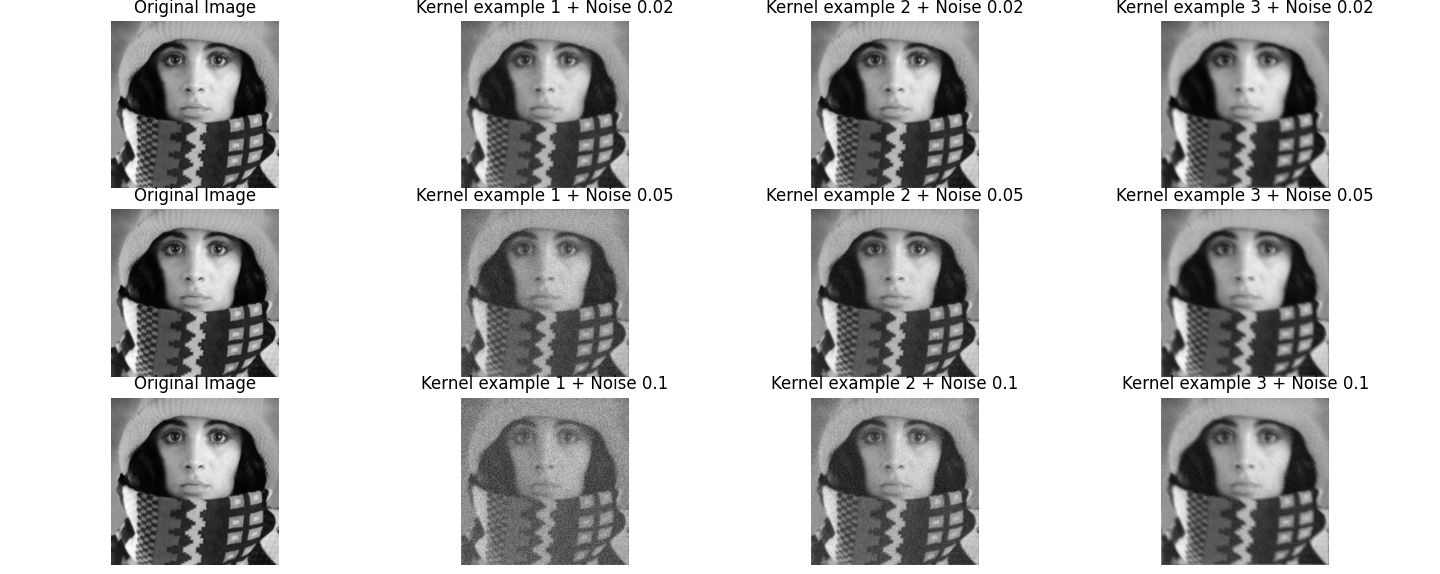 Original Image
Kernel example 1 + Noise 0.02
Kernel example 2 + Noise 0.02
Kernel example 3 + Noise 0.02
Original Image
Kernel example 1 + Noise 0.05
Kernel example 2 + Noise 0.05
Kernel example 3 + Noise 0.05
Original Image
Kernel example 1 + Noise 0.1
Kernel example 2 + Noise 0.1
Kernel example 3 + Noise 0.1